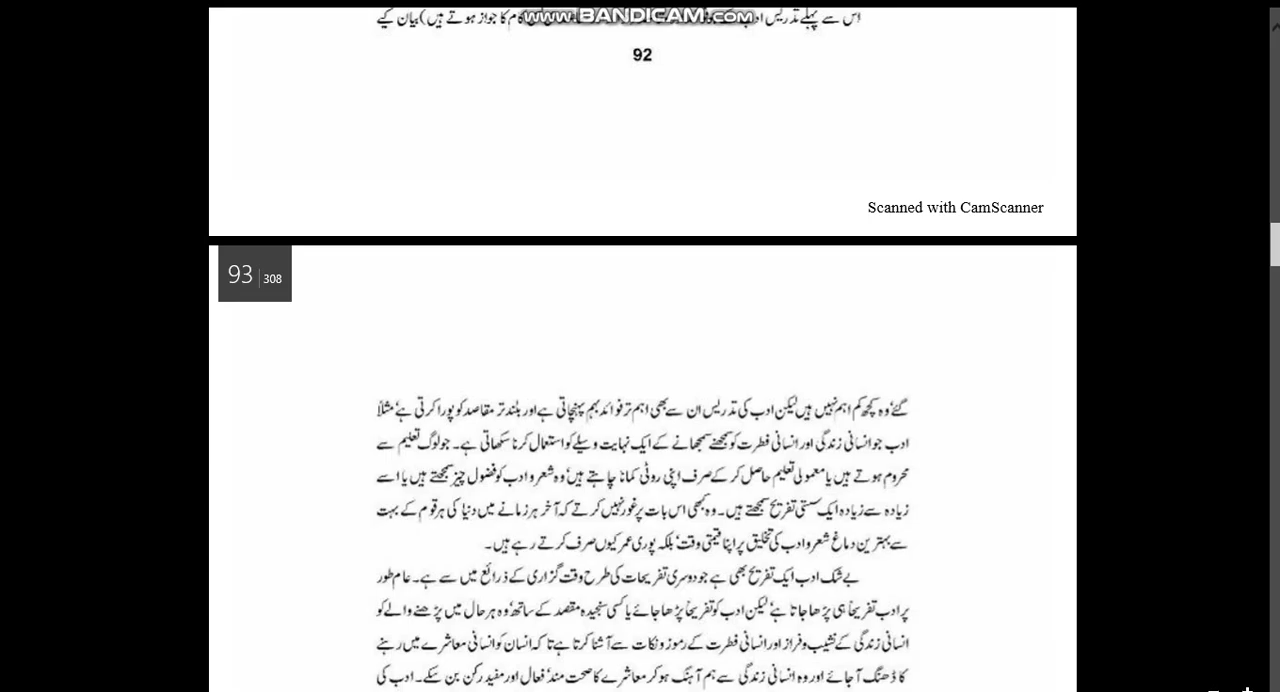 www.BANDICAM.com
اس سے پہلے تدریس کام کا جواز ہوتے ہیں) بیان کیے
92
Scanned with CamScanner
93 | 308
گئے، وہ کچھ کم اہم نہیں ہیں لیکن ادب کی تدریس ان سے بھی اہم تر فوائد بہم پہنچاتی ہے اور بلند تر مقاصد کو پورا کرتی ہے، مثلاً
ادب جو انسانی زندگی اور انسانی فطرت کو سمجھنے سمجھانے کے ایک نہایت وسیلے کو استعمال کرنا سکھاتی ہے۔ جو لوگ تعلیم سے
محروم ہوتے ہیں یا معمولی تعلیم حاصل کر کے صرف اپنی روٹی کمانا چاہتے ہیں، وہ شعر و ادب کو فضول چیز سمجھتے ہیں یا اسے
زیادہ سے زیادہ ایک سستی تفریح سمجھتے ہیں۔ وہ کبھی اس بات پر غور نہیں کرتے کہ آخر ہر زمانے میں دنیا کی ہر قوم کے بہت
سے بہترین دماغ شعر و ادب کی تخلیق پر اپنا قیمتی وقت، بلکہ پوری عمر کیوں صرف کرتے رہے ہیں۔
بے شک ادب ایک تفریح بھی ہے جو دوسری تفریحات کی طرح وقت گزاری کے ذرائع میں سے ہے۔ عام طور
پر ادب تفریحاً ہی پڑھا جاتا ہے، لیکن ادب کو تفریحاً پڑھا جائے یا کسی سنجیدہ مقصد کے ساتھ، وہ ہر حال میں پڑھنے والے کو
انسانی زندگی کے نشیب و فراز اور انسانی فطرت کے رموز و نکات سے آشنا کرتا ہے تا کہ انسان کو انسانی معاشرے میں رہنے
کا ڈھنگ آ جائے اور وہ انسانی زندگی سے ہم آہنگ ہو کر معاشرے کا صحت مند، فعال اور مفید رکن بن سکے۔ ادب کی